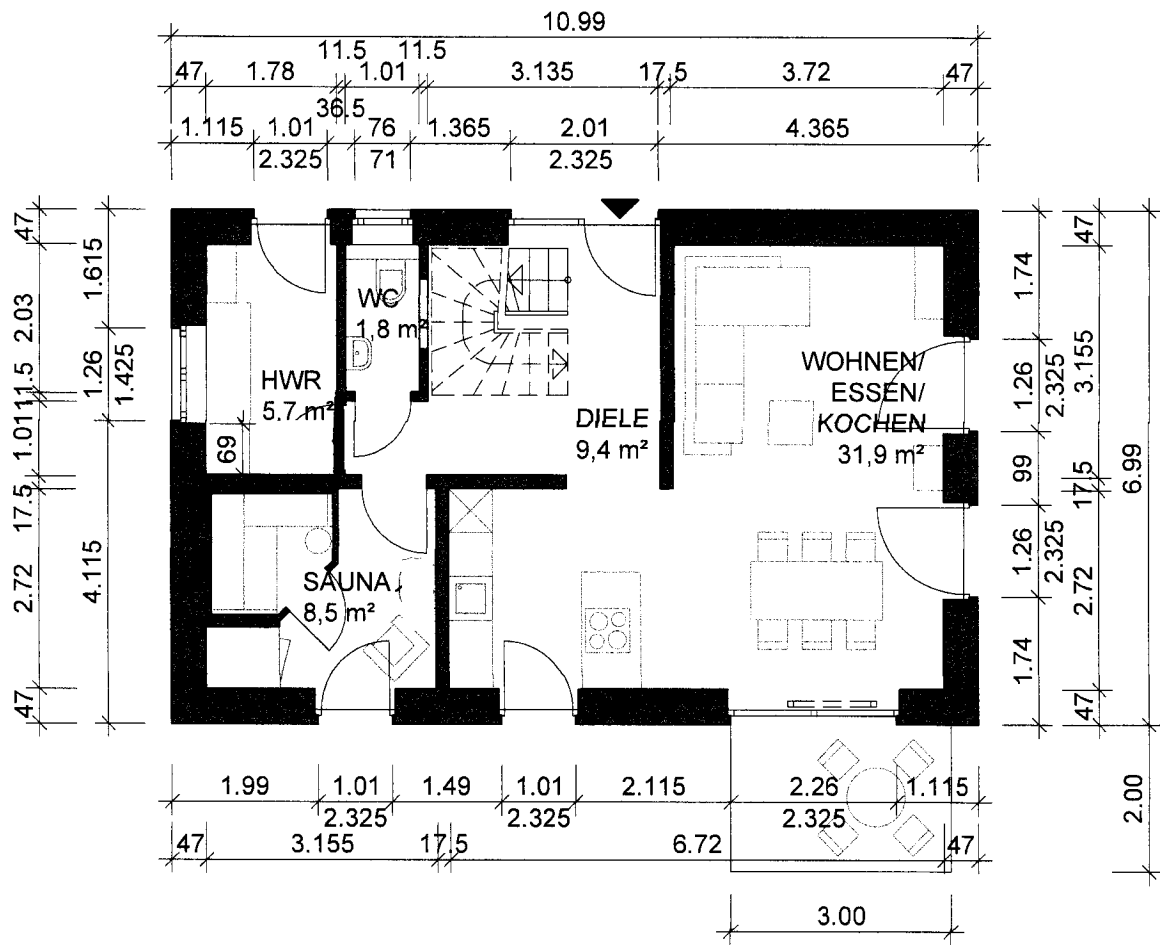 10.99
11.5 11.5
47 1.78 1.01 3.135 17.5 3.72 47
36.5
1.115 1.01 76 1.365 2.01 4.365
2.325 71 2.325
47
2.03
11.5
1.01
17.5
2.72
47
1.615
1.26
1.425
4.115
WC
1,8 m²
HWR
5.7 m²
69
DIELE
9,4 m²
WOHNEN/
ESSEN/
KOCHEN
31,9 m²
SAUNA
8,5 m²
1.74
1.26
2.325
99
1.26
2.325
1.74
47
3.155
17.5
2.72
47
6.99
2.00
1.99 1.01 1.49 1.01 2.115 2.26 1.115
2.325 2.325 2.325
47 3.155 17.5 6.72 47
3.00